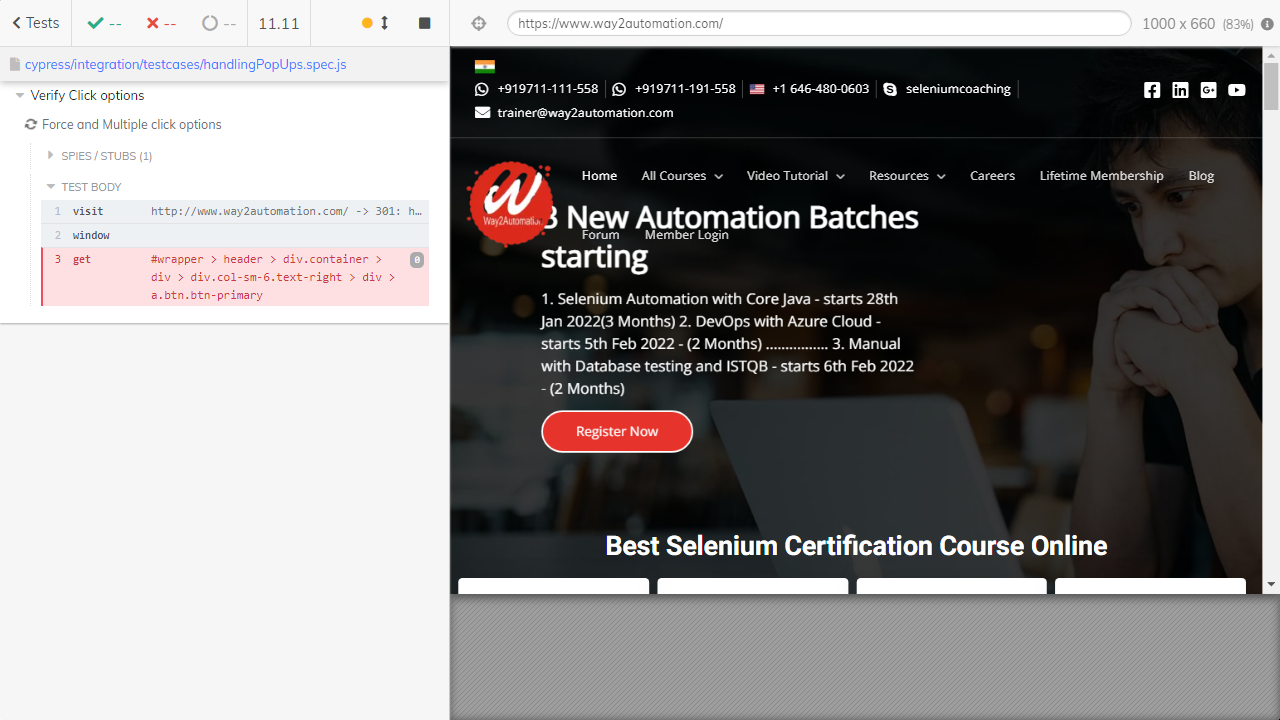 Tests
--
--
--
11.11
https://www.way2automation.com/
1000 x 660 (83%)
cypress/integration/testcases/handlingPopUps.spec.js
Verify Click options
Force and Multiple click options
SPIES / STUBS (1)
TEST BODY
1 visit http://www.way2automation.com/ -> 301: h…
2 window
3 get #wrapper > header > div.container > 0
div > div.col-sm-6.text-right > div >
a.btn.btn-primary
+919711-111-558 +919711-191-558 +1 646-480-0603 seleniumcoaching
trainer@way2automation.com
Home All Courses Video Tutorial Resources Careers Lifetime Membership Blog
Way2Automation
3 New Automation Batches
Forum Member Login
starting
1. Selenium Automation with Core Java - starts 28th
Jan 2022(3 Months) 2. DevOps with Azure Cloud -
starts 5th Feb 2022 - (2 Months) ................ 3. Manual
with Database testing and ISTQB - starts 6th Feb 2022
- (2 Months)
Register Now
Best Selenium Certification Course Online